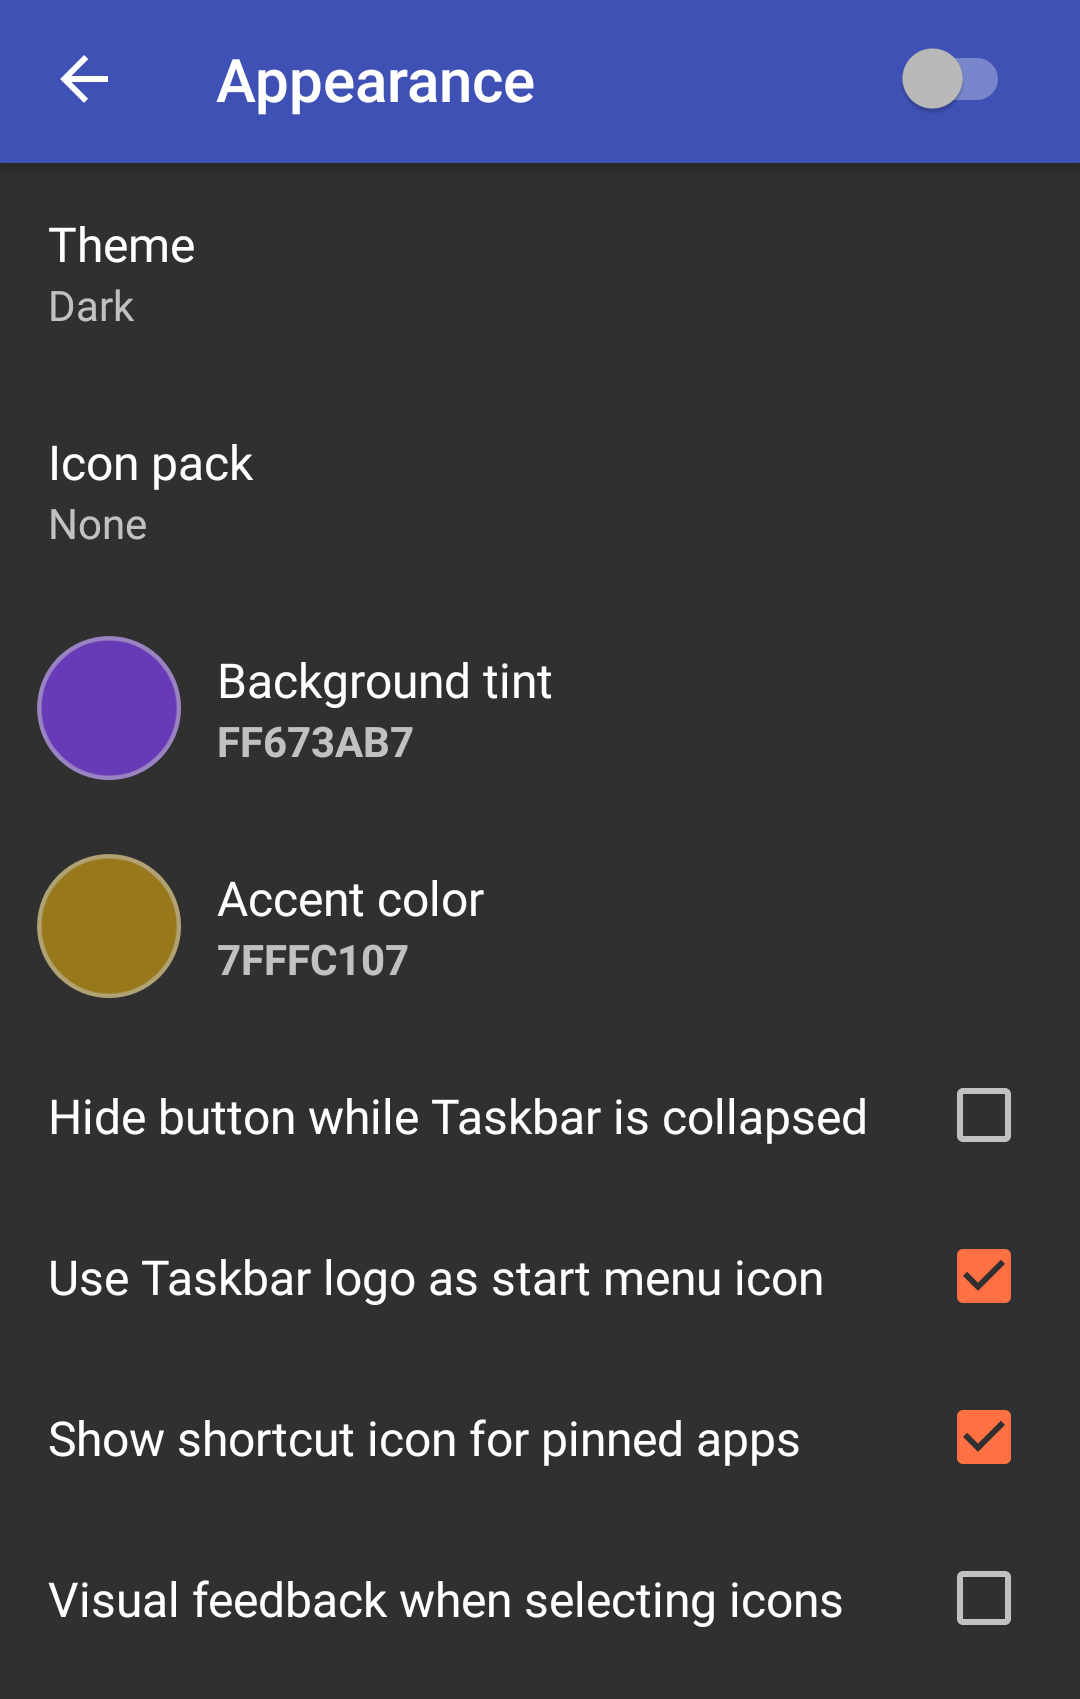 Appearance
Theme
Dark
Icon pack
None
Background tint
FF673AB7
Accent color
7FFFC107
Hide button while Taskbar is collapsed
Use Taskbar logo as start menu icon
Show shortcut icon for pinned apps
Visual feedback when selecting icons